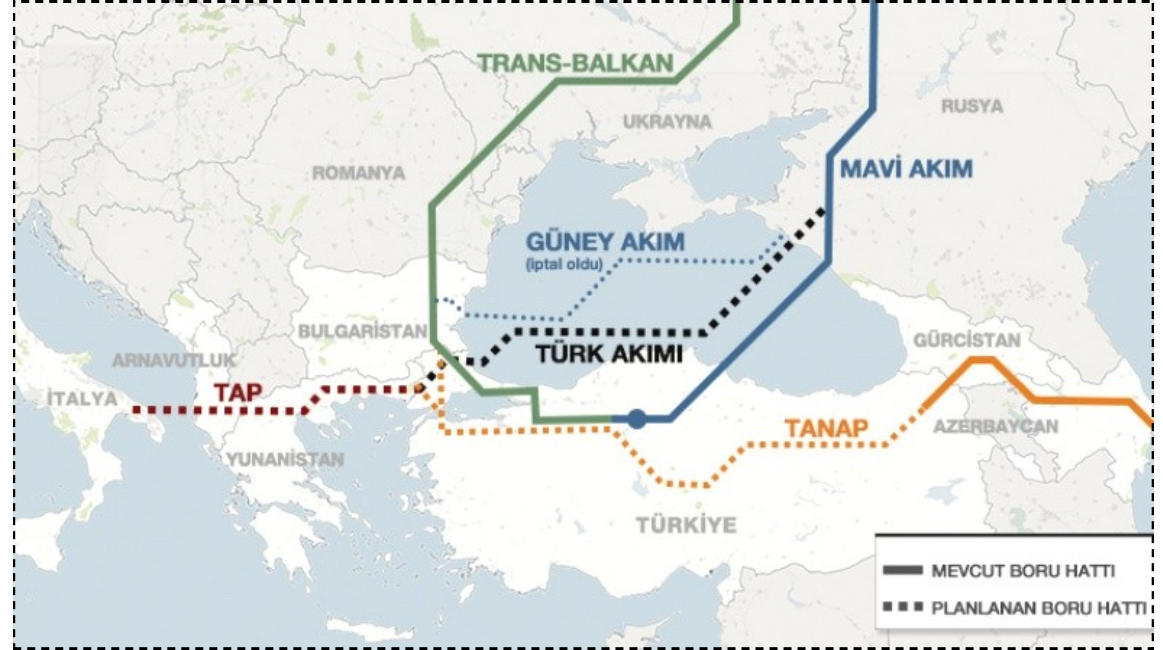 TRANS-BALKAN
RUSYA
UKRAYNA
ROMANYA
MAVİ AKIM
GÜNEY AKIM
(iptal oldu)
BULGARİSTAN
GÜRCİSTAN
TÜRK AKIMI
ARNAVUTLUK
İTALYA
TAP
TANAP
AZERBAYCAN
YUNANİSTAN
TÜRKİYE
MEVCUT BORU HATTI
PLANLANAN BORU HATTI